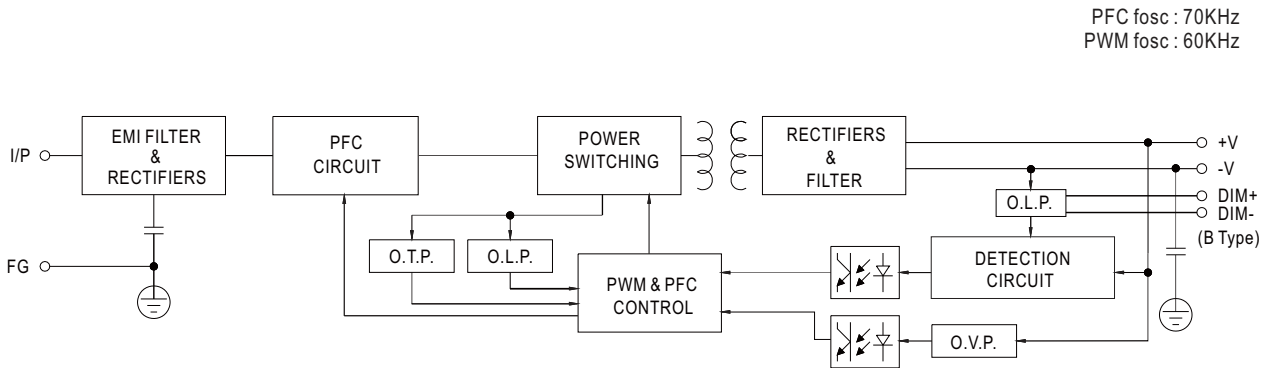 PFC fosc : 70KHz
PWM fosc : 60KHz
I/P
EMI FILTER
&
RECTIFIERS
PFC
CIRCUIT
POWER
SWITCHING
RECTIFIERS
&
FILTER
+V
-V
DIM+
DIM-
(B Type)
O.L.P.
FG
O.T.P.
O.L.P.
PWM & PFC
CONTROL
DETECTION
CIRCUIT
O.V.P.